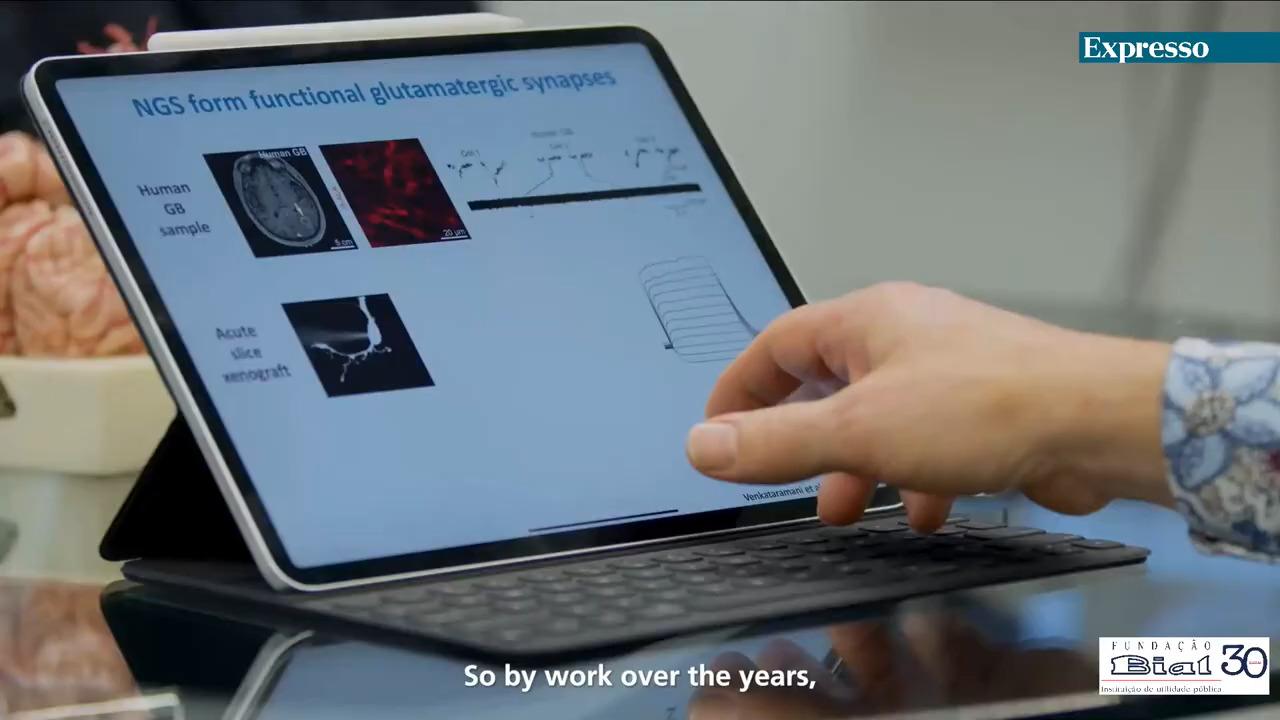 Expresso
NGS form functional glutamatergic synapses
Human GB
5 cm
20 µm
Human
GB
sample
Acute
slice
xenograft
Venkataramani et al
So by work over the years,
FUNDAÇÃO
Bial 30
Instituição de utilidade pública